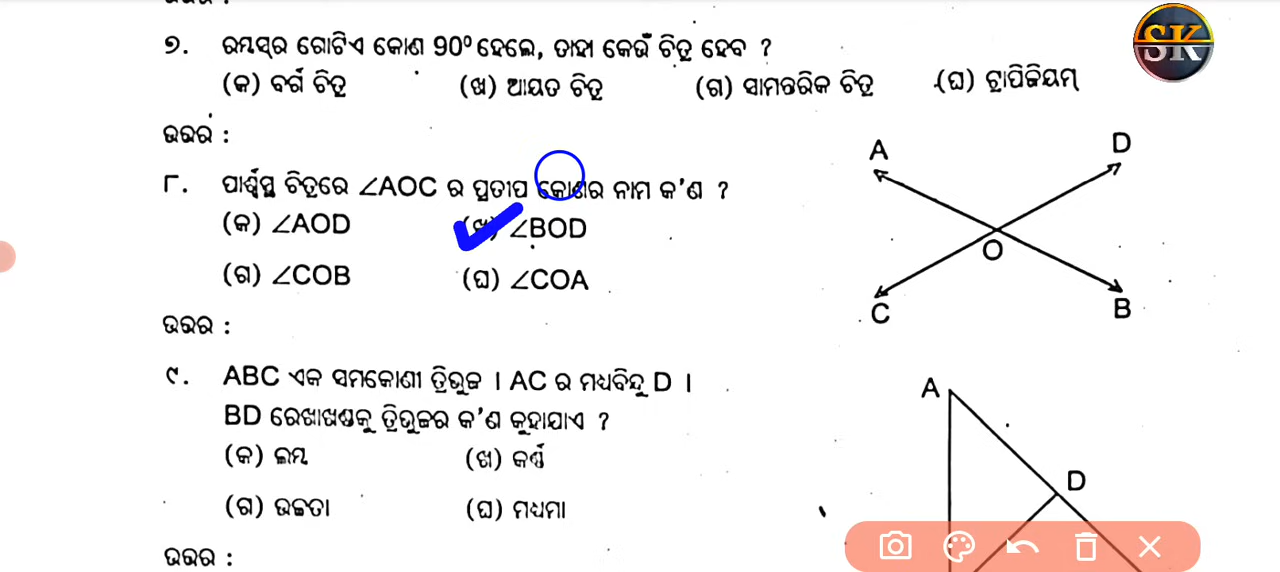 ୭. ରମ୍ବସ୍‌ର ଗୋଟିଏ କୋଣ 90⁰ ହେଲେ, ତାହା କେଉଁ ଚିତ୍ର ହେବ ?
(କ) ବର୍ଗ ଚିତ୍ର (ଖ) ଆୟତ ଚିତ୍ର (ଗ) ସାମନ୍ତରିକ ଚିତ୍ର (ଘ) ଟ୍ରାପିଜିୟମ୍
ଉତ୍ତର :
୮. ପାର୍ଶ୍ୱସ୍ଥ ଚିତ୍ରରେ ∠AOC ର ପ୍ରତୀପ କୋଣର ନାମ କ'ଣ ?
(କ) ∠AOD (ଖ) ∠BOD
(ଗ) ∠COB (ଘ) ∠COA
ଉତ୍ତର :
୯. ABC ଏକ ସମକୋଣୀ ତ୍ରିଭୁଜ । AC ର ମଧ୍ୟବିନ୍ଦୁ D ।
BD ରେଖାଖଣ୍ଡକୁ ତ୍ରିଭୁଜର କ'ଣ କୁହାଯାଏ ?
(କ) ଲମ୍ବ (ଖ) କର୍ଣ୍ଣ
(ଗ) ଉଚ୍ଚତା (ଘ) ମଧ୍ୟମା
ଉତ୍ତର :
SK
A D
O
C B
A
D